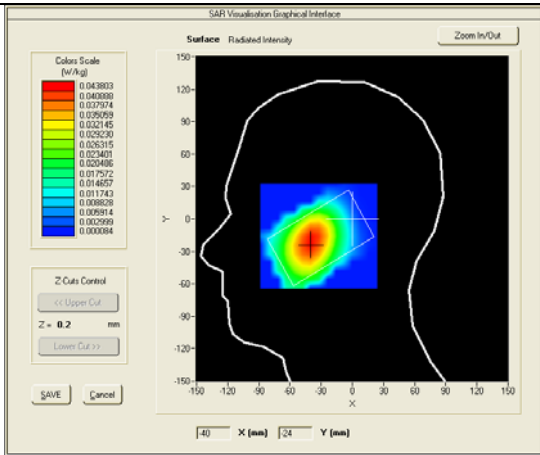 SAR Visualisation Graphical Interface
Surface Radiated Intensity
Zoom In/Out
Colors Scale
(W/kg)
0.043803
0.040888
0.037974
0.035059
0.032145
0.029230
0.026315
0.023401
0.020486
0.017572
0.014657
0.011743
0.008828
0.005914
0.002999
0.000084
Z-Cuts Control
<< Upper Cut
Z = 0.2 mm
Lower Cut >>
SAVE
Cancel
150-
120-
90-
60-
30-
Y
0-
-30-
-60-
-90-
-120-
-150-
-150 -120 -90 -60 -30 0 30 60 90 120 150
X
-40 X (mm) -24 Y (mm)